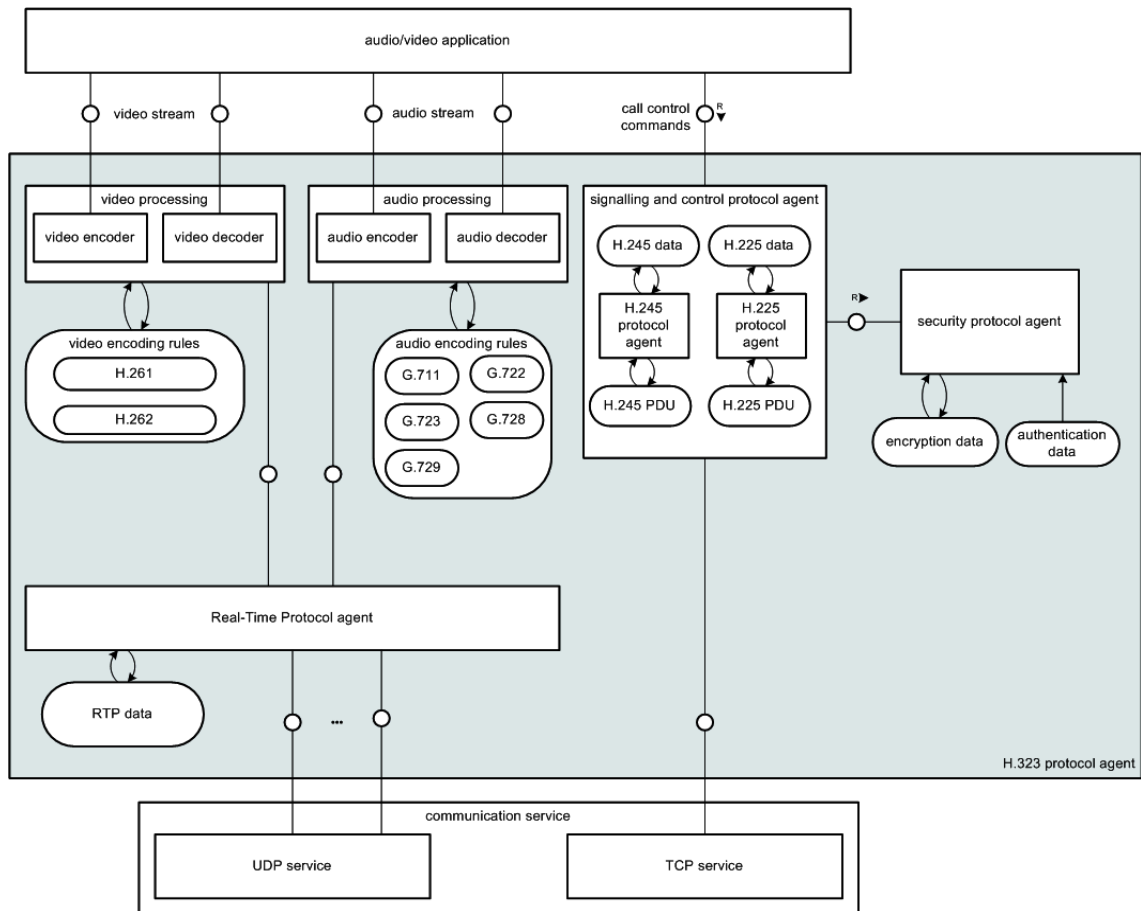 audio/video application
video stream
audio stream
call control
commands
R
video processing
video encoder
video decoder
audio processing
audio encoder
audio decoder
signalling and control protocol agent
H.245 data
H.225 data
H.245
protocol
agent
H.225
protocol
agent
H.245 PDU
H.225 PDU
R
security protocol agent
encryption data
authentication
data
video encoding rules
H.261
H.262
audio encoding rules
G.711
G.722
G.723
G.728
G.729
Real-Time Protocol agent
RTP data
...
H.323 protocol agent
communication service
UDP service
TCP service